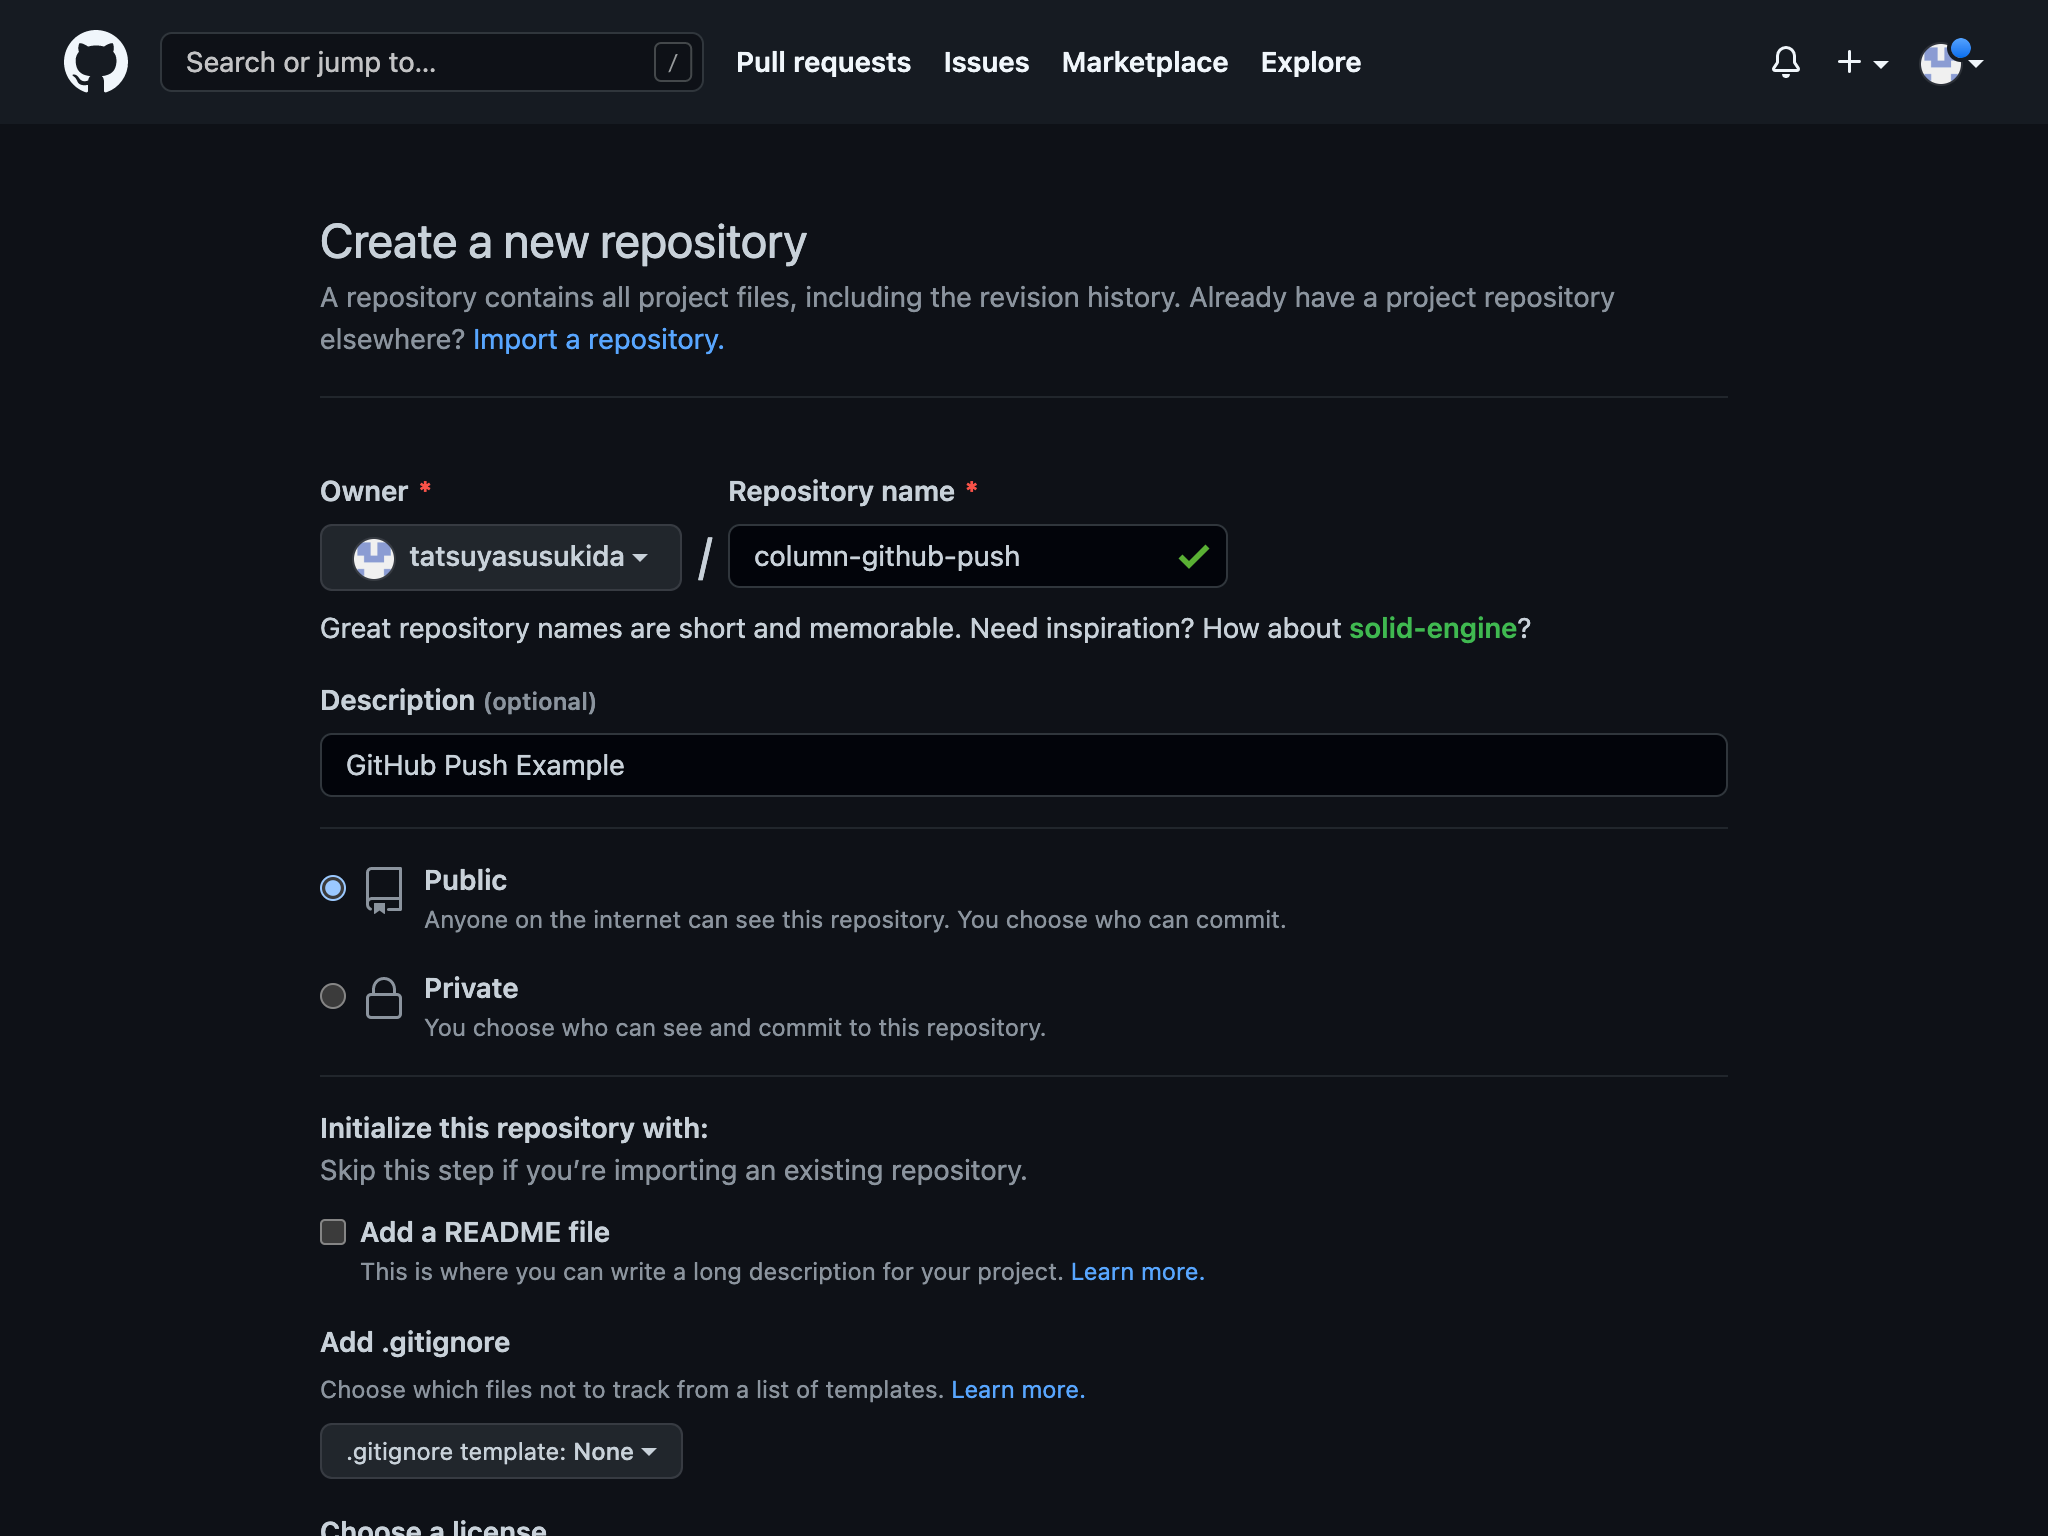 Search or jump to...
/
Pull requests
Issues
Marketplace
Explore
Create a new repository
A repository contains all project files, including the revision history. Already have a project repository
elsewhere? Import a repository.
Owner *
Repository name *
tatsuyasusukida
/
column-github-push
Great repository names are short and memorable. Need inspiration? How about solid-engine?
Description (optional)
GitHub Push Example
Public
Anyone on the internet can see this repository. You choose who can commit.
Private
You choose who can see and commit to this repository.
Initialize this repository with:
Skip this step if you’re importing an existing repository.
Add a README file
This is where you can write a long description for your project. Learn more.
Add .gitignore
Choose which files not to track from a list of templates. Learn more.
.gitignore template: None
Choose a license